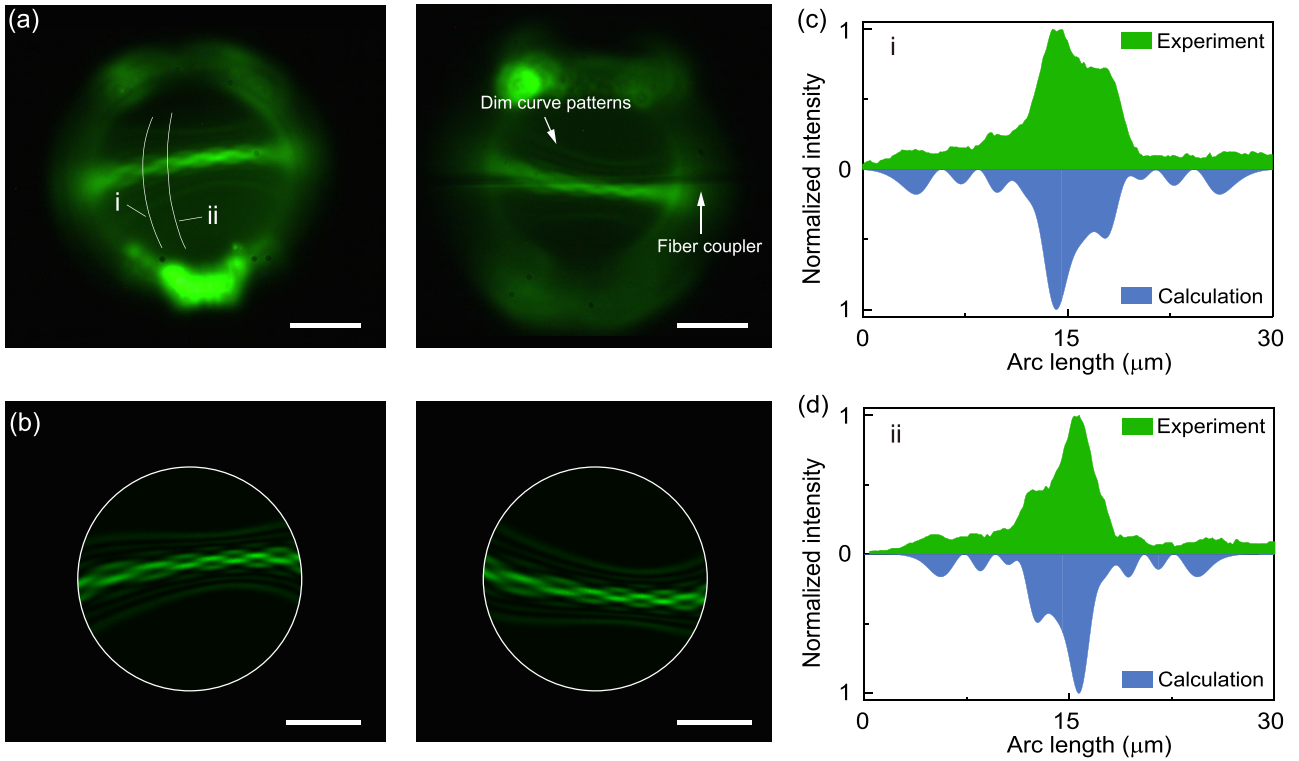 (a)
i
ii
Dim curve patterns
Fiber coupler
(b)
(c)
i
Experiment
Calculation
Normalized intensity
1
0
1
0
15
30
Arc length (μm)
(d)
ii
Experiment
Calculation
Normalized intensity
1
0
1
0
15
30
Arc length (μm)